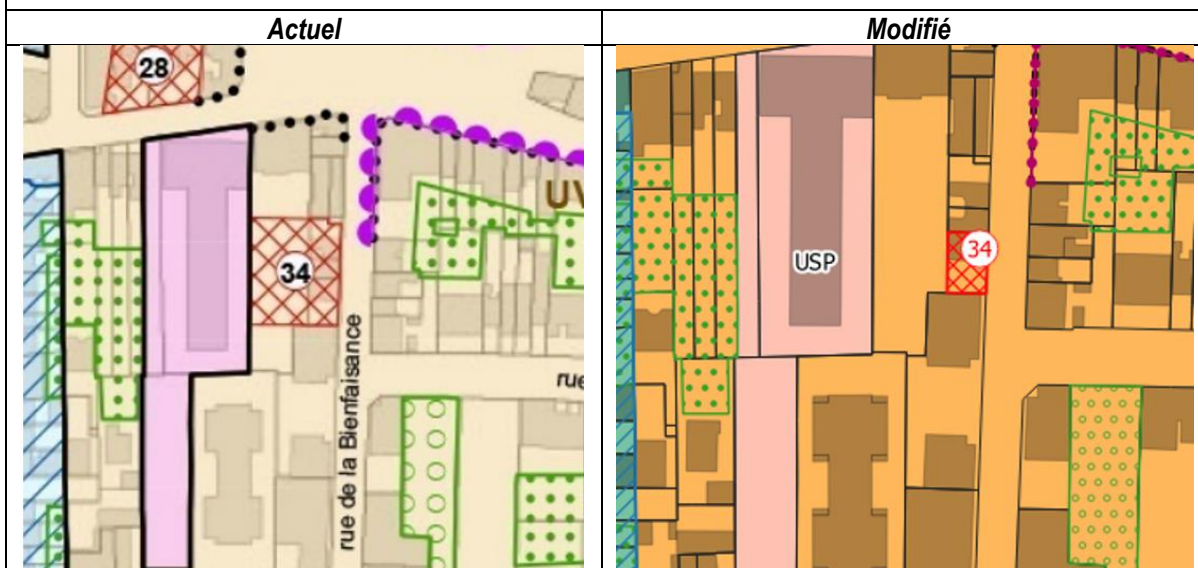 Actuel
Modifié
28
UV
34
rue de la Bienfaisance
rue
USP
34